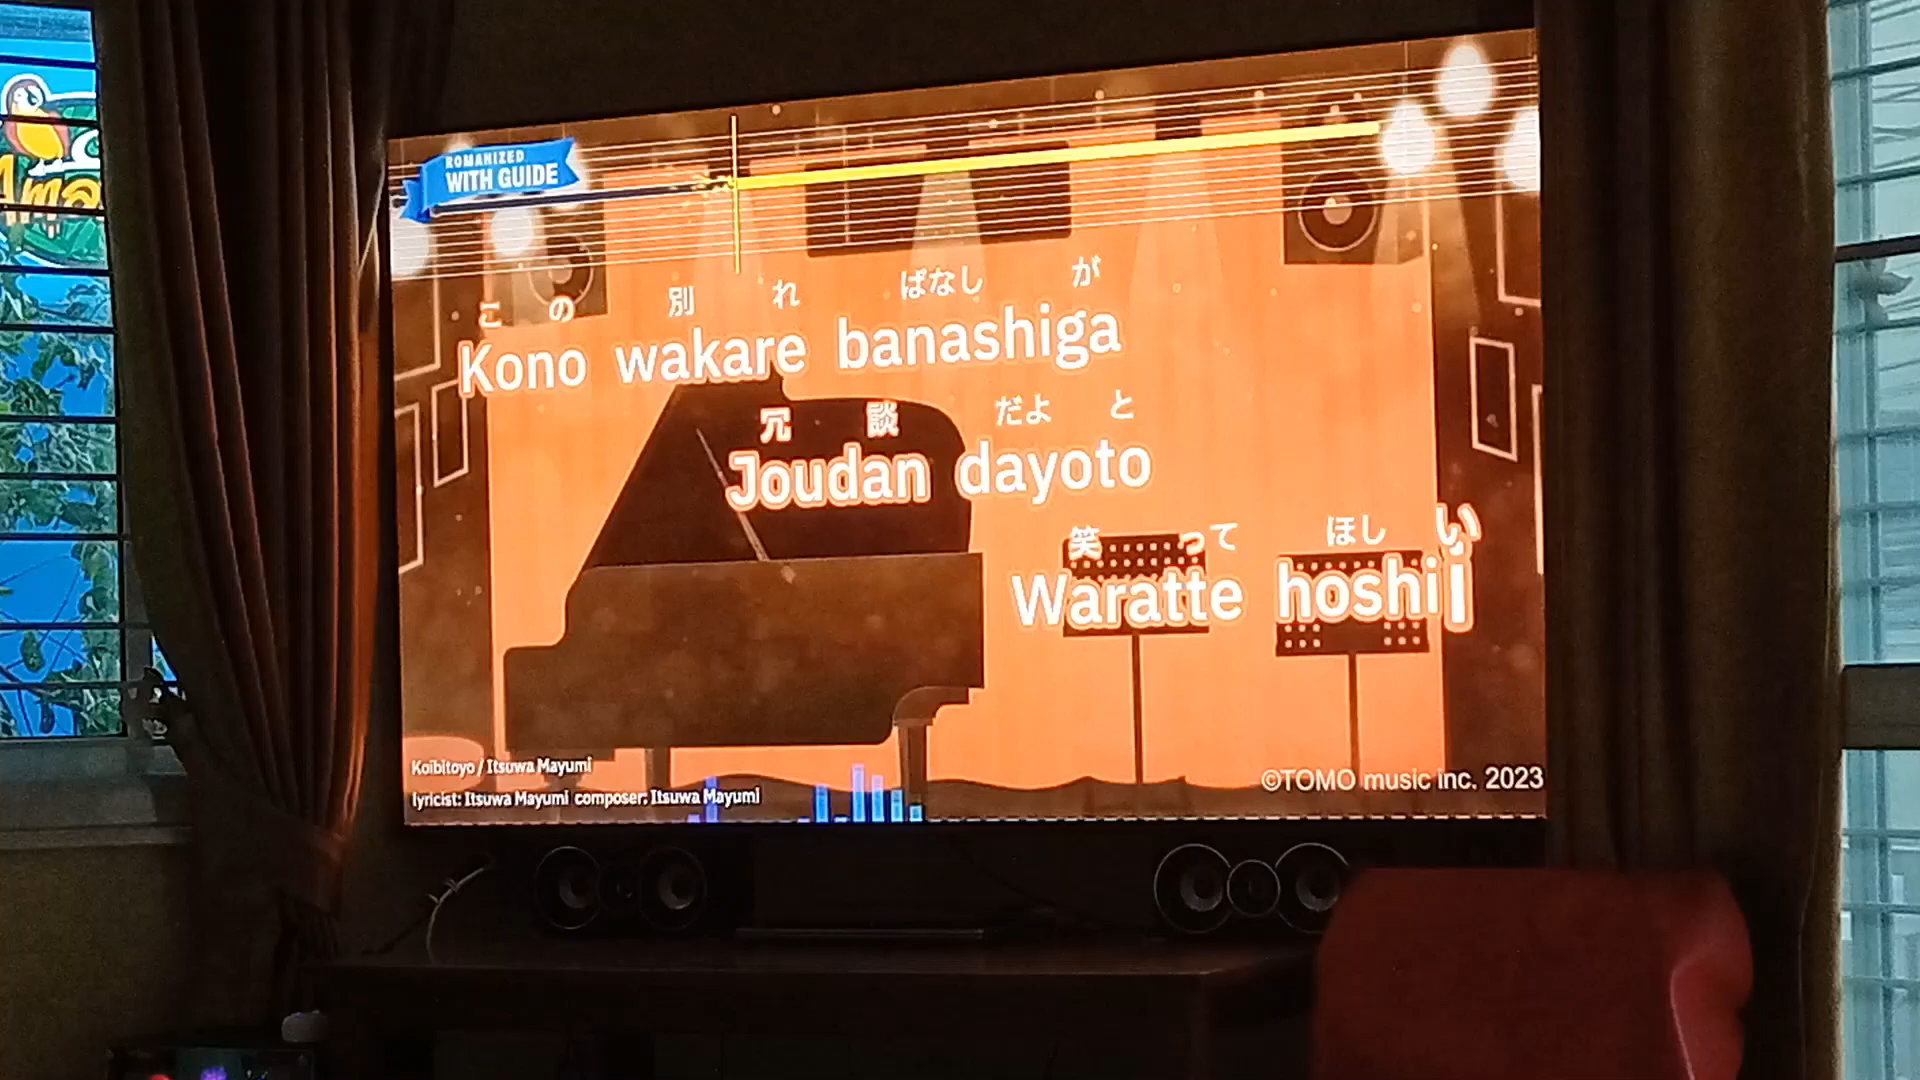 Ama
ROMANIZED
WITH GUIDE
この 別れ ばなしが
Kono wakare banashiga
冗談 だよと
Joudan dayoto
笑って ほしい
Waratte hoshii
Koibitoyo / Itsuwa Mayumi
lyricist: Itsuwa Mayumi composer: Itsuwa Mayumi
©TOMO music inc. 2023